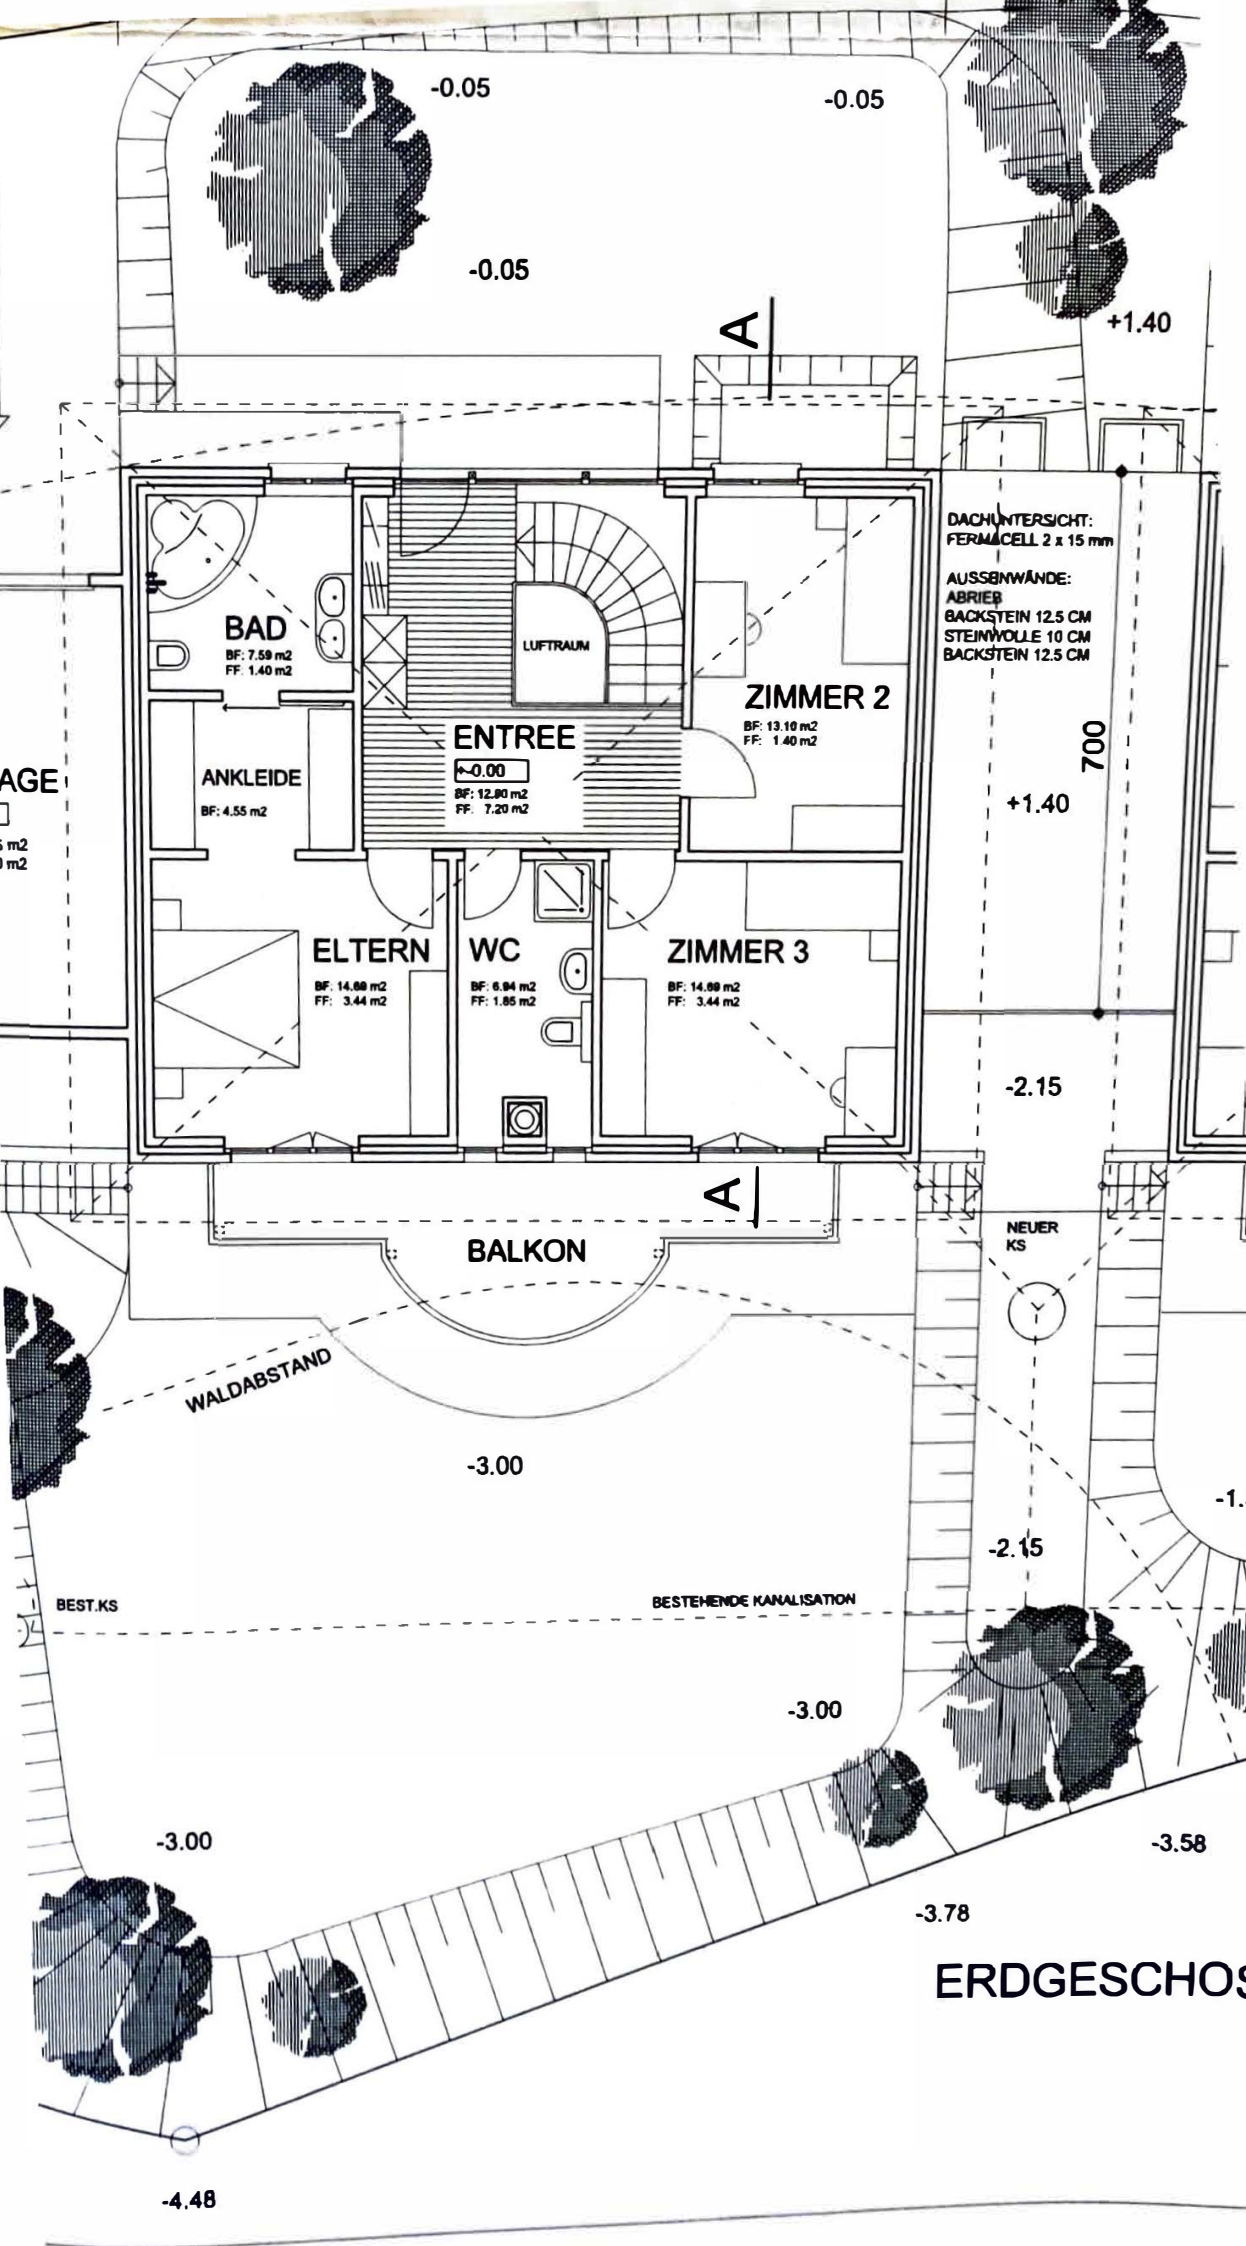 -0.05
-0.05
-0.05
A
+1.40
DACHUNTERSICHT:
FERMACELL 2 x 15 mm
AUSSENWÄNDE:
ABRIEB
BACKSTEIN 12.5 CM
STEINWOLLE 10 CM
BACKSTEIN 12.5 CM
BAD
BF: 7.59 m2
FF: 1.40 m2
LUFTRAUM
ZIMMER 2
BF: 13.10 m2
FF: 1.40 m2
ENTREE
+-0.00
BF: 12.80 m2
FF: 7.20 m2
700
AGE
m2
m2
ANKLEIDE
BF: 4.55 m2
+1.40
ELTERN
BF: 14.69 m2
FF: 3.44 m2
WC
BF: 6.94 m2
FF: 1.85 m2
ZIMMER 3
BF: 14.69 m2
FF: 3.44 m2
-2.15
A
BALKON
NEUER
KS
WALDABSTAND
-3.00
-1.
-2.15
BEST.KS
BESTEHENDE KANALISATION
-3.00
-3.00
-3.58
-3.78
ERDGESCHOS
-4.48